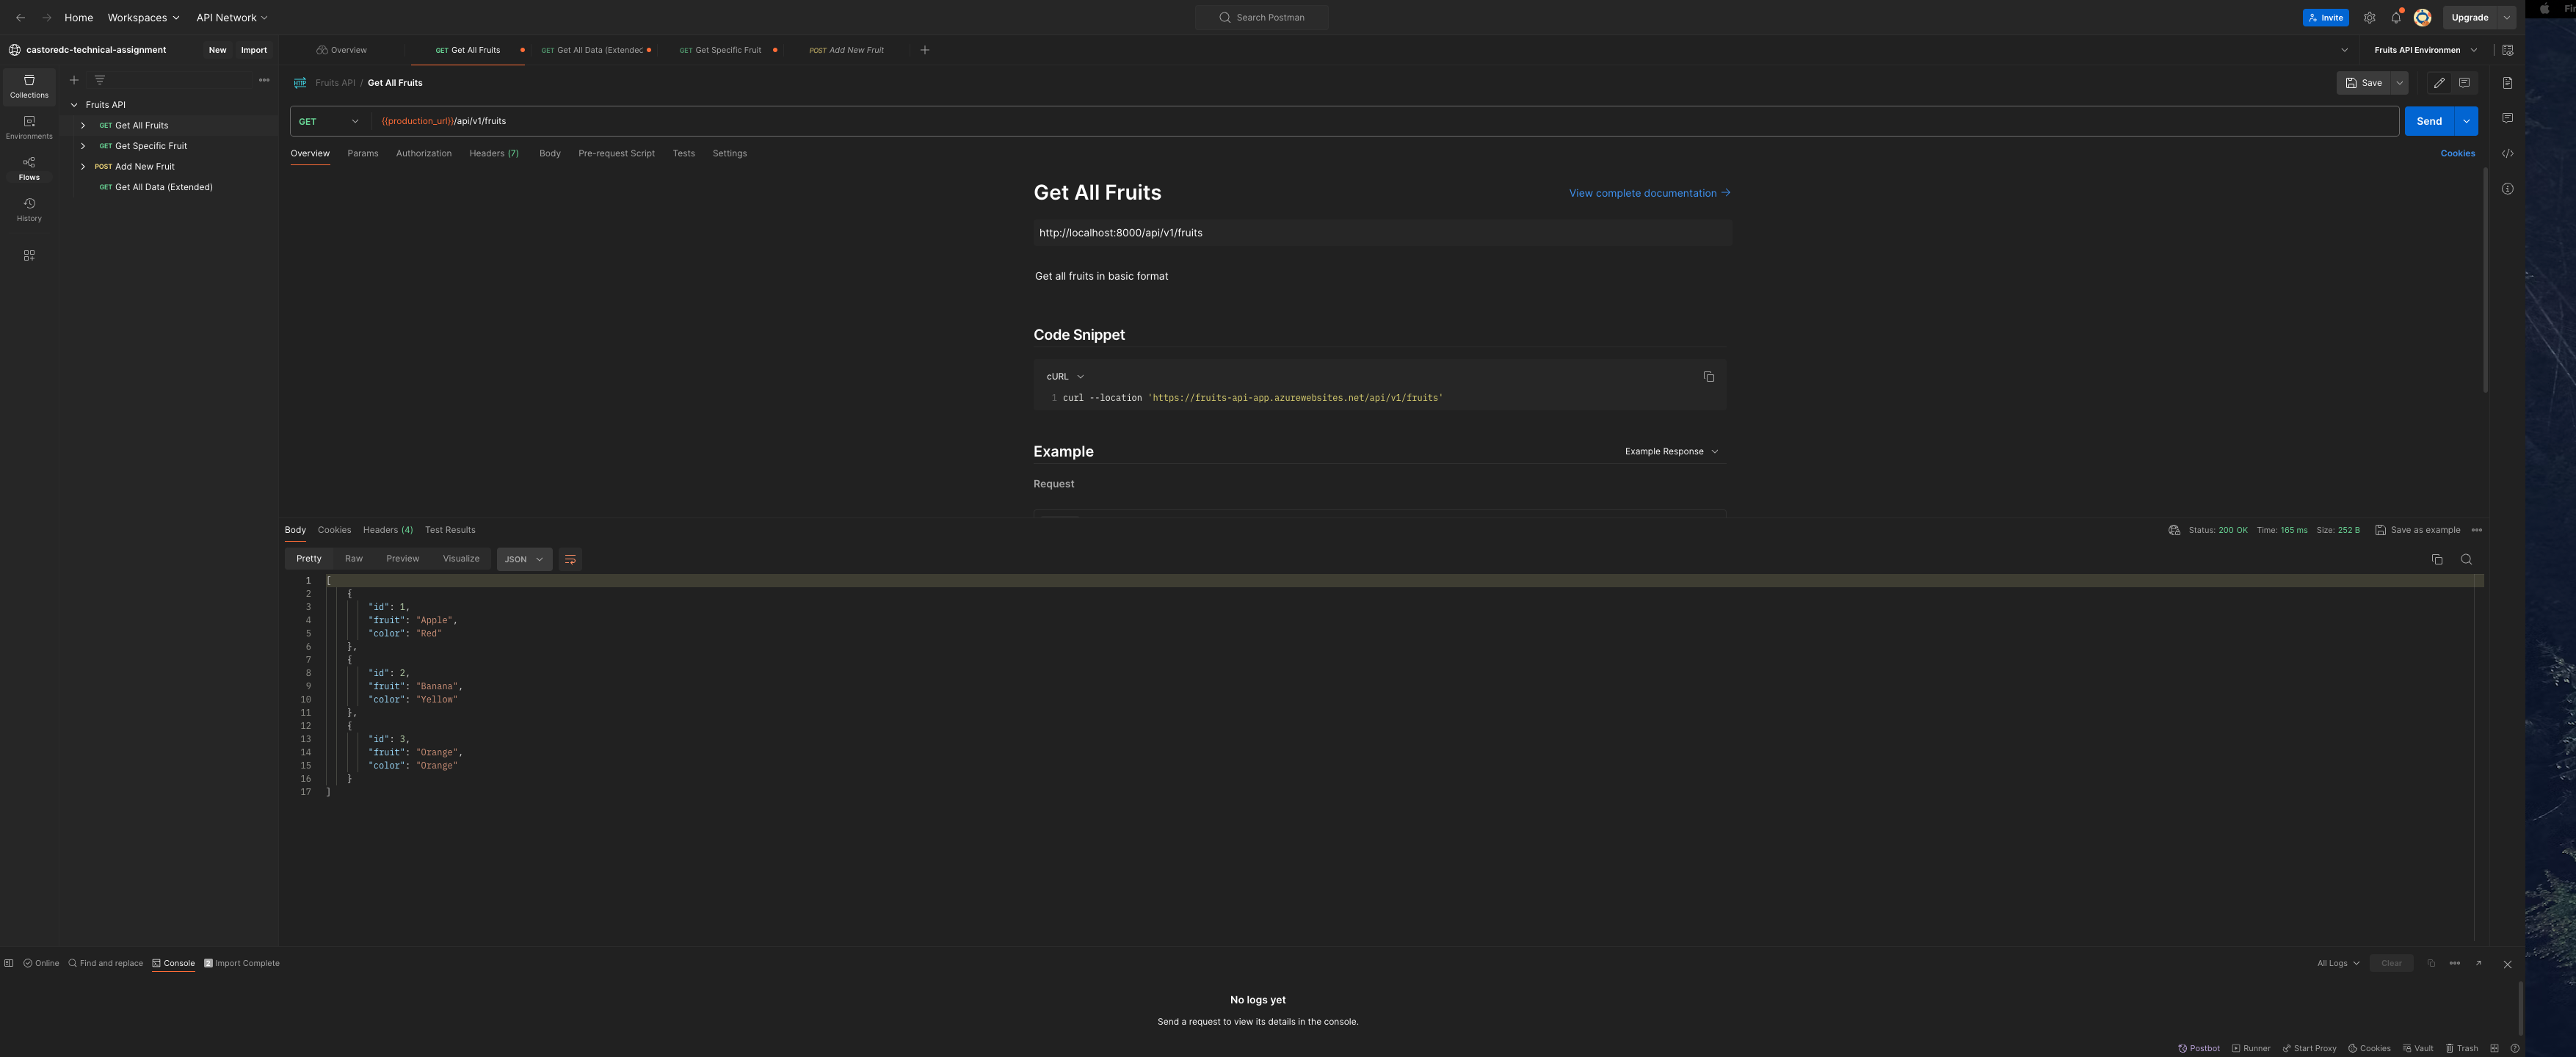 Home Workspaces API Network Search Postman Invite Upgrade
castoredc-technical-assignment New Import Overview GET Get All Fruits GET Get All Data (Extended GET Get Specific Fruit POST Add New Fruit Fruits API Environmen
Collections
Environments
Flows
History
Fruits API
GET Get All Fruits
GET Get Specific Fruit
POST Add New Fruit
GET Get All Data (Extended)
HTTP Fruits API / Get All Fruits Save
GET {{production_url}}/api/v1/fruits Send
Overview Params Authorization Headers (7) Body Pre-request Script Tests Settings Cookies
Get All Fruits View complete documentation →
http://localhost:8000/api/v1/fruits
Get all fruits in basic format
Code Snippet
cURL
1 curl --location 'https://fruits-api-app.azurewebsites.net/api/v1/fruits'
Example Example Response
Request
Body Cookies Headers (4) Test Results Status: 200 OK Time: 165 ms Size: 252 B Save as example
Pretty Raw Preview Visualize JSON
1 [
2 {
3 "id": 1,
4 "fruit": "Apple",
5 "color": "Red"
6 },
7 {
8 "id": 2,
9 "fruit": "Banana",
10 "color": "Yellow"
11 },
12 {
13 "id": 3,
14 "fruit": "Orange",
15 "color": "Orange"
16 }
17 ]
Online Find and replace Console 2 Import Complete All Logs Clear
No logs yet
Send a request to view its details in the console.
Postbot Runner Start Proxy Cookies Vault Trash